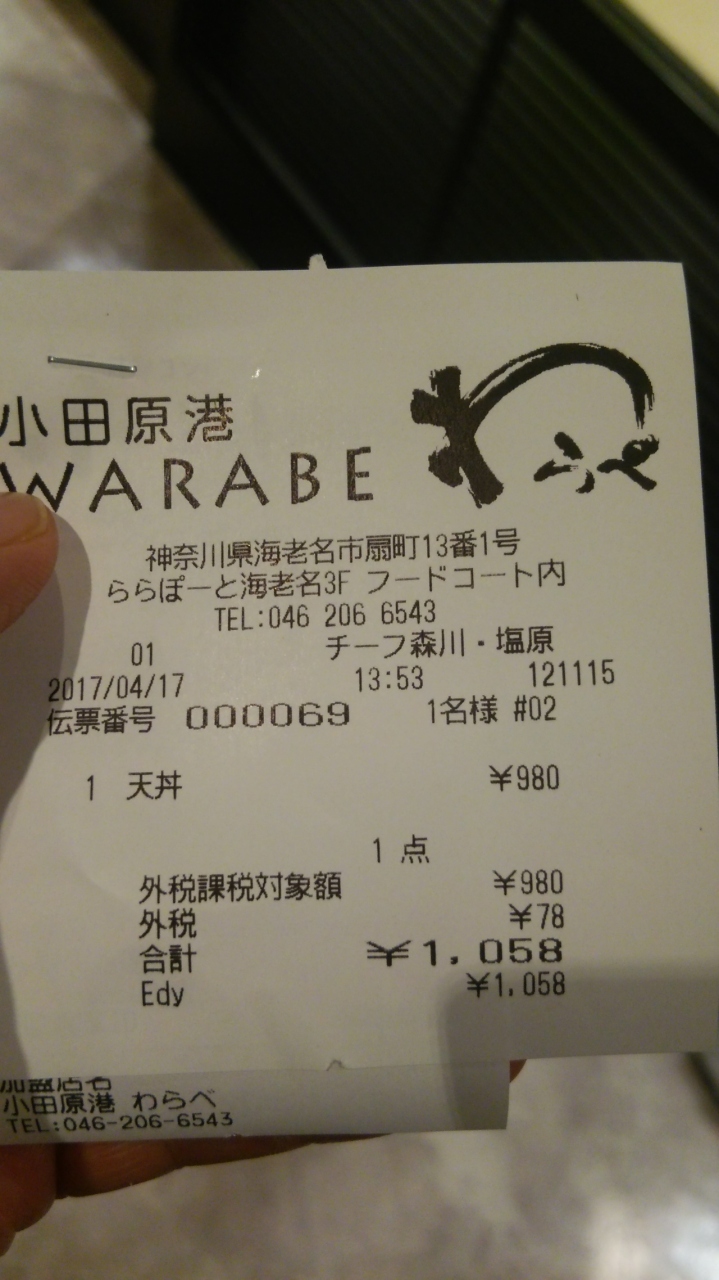 小田原港
WARABE
わらべ
神奈川県海老名市扇町13番1号
ららぽーと海老名3F フードコート内
TEL:046 206 6543
01 チーフ森川・塩原
2017/04/17 13:53 121115
伝票番号 000069 1名様 #02
1 天丼 ¥980
1 点
外税課税対象額 ¥980
外税 ¥78
合計 ¥1,058
Edy ¥1,058
加盟店名
小田原港 わらべ
TEL:046-206-6543